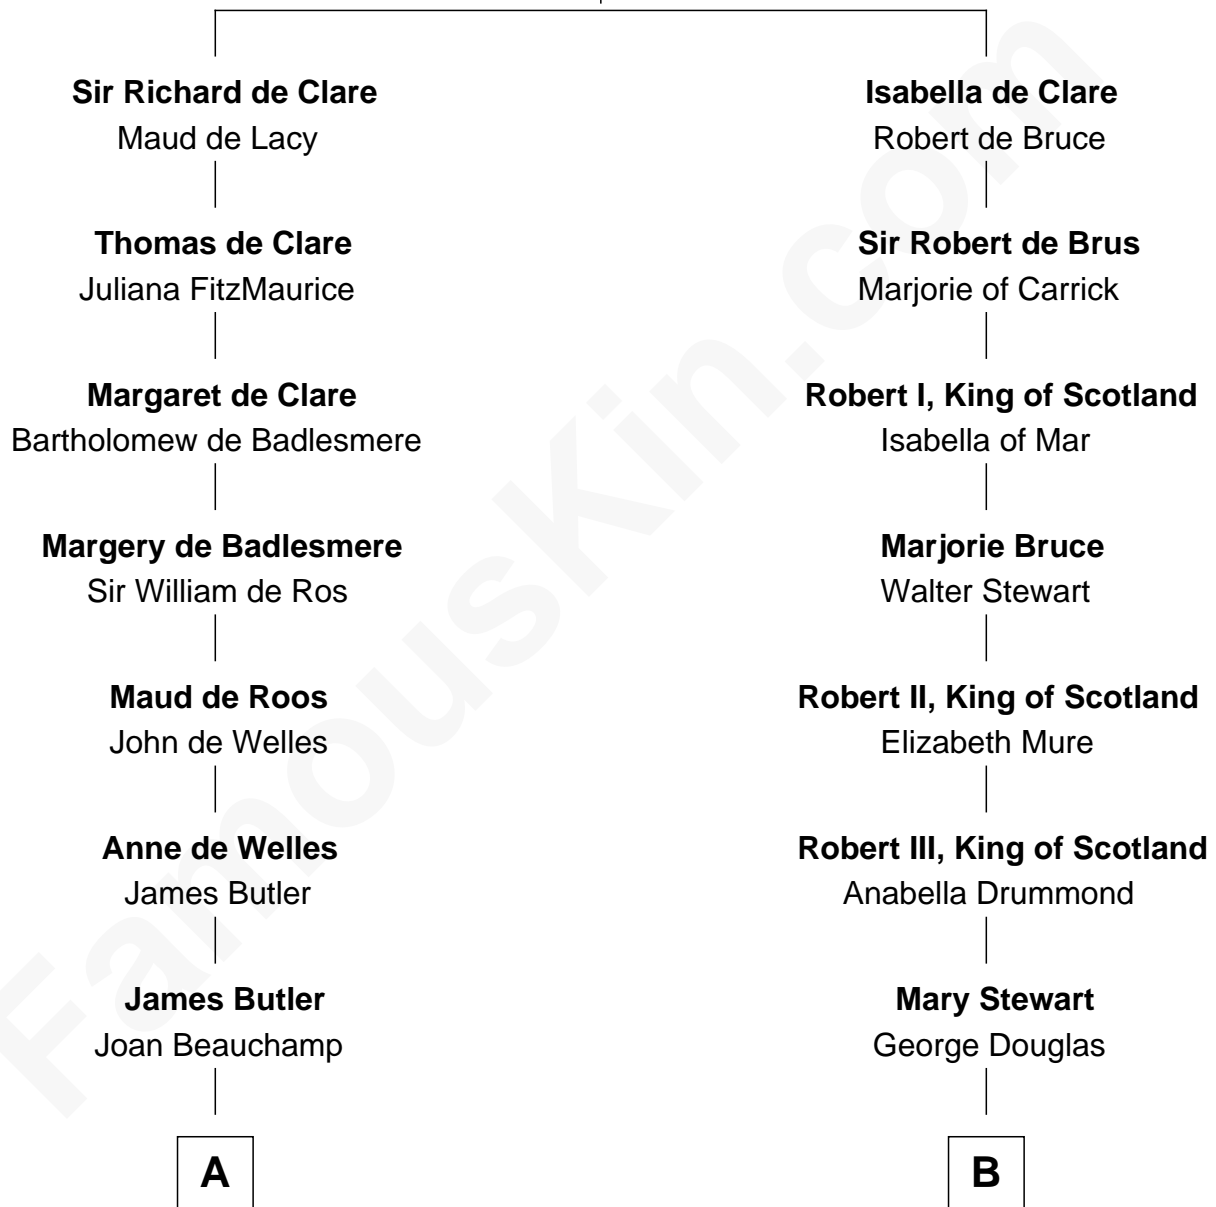 Sir Richard de Clare
Maud de Lacy
Thomas de Clare
Juliana FitzMaurice
Margaret de Clare
Bartholomew de Badlesmere
Margery de Badlesmere
Sir William de Ros
Maud de Roos
John de Welles
Anne de Welles
James Butler
James Butler
Joan Beauchamp
A
Isabella de Clare
Robert de Bruce
Sir Robert de Brus
Marjorie of Carrick
Robert I, King of Scotland
Isabella of Mar
Marjorie Bruce
Walter Stewart
Robert II, King of Scotland
Elizabeth Mure
Robert III, King of Scotland
Anabella Drummond
Mary Stewart
George Douglas
B
FamousKin.com